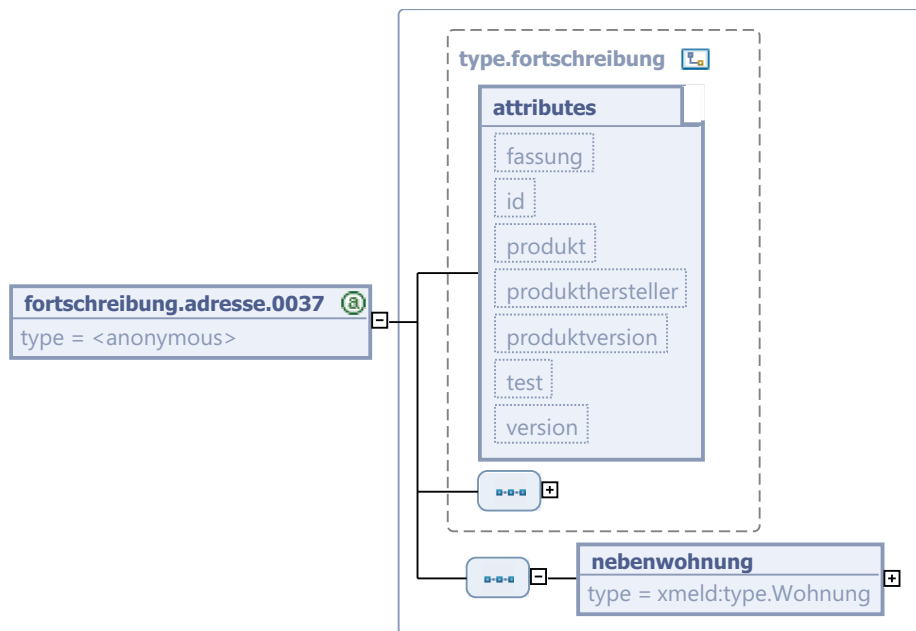 type.fortschreibung
attributes
fassung
id
produkt
produkthersteller
produktversion
test
version
fortschreibung.adresse.0037
type = <anonymous>
nebenwohnung
type = xmeld:type.Wohnung